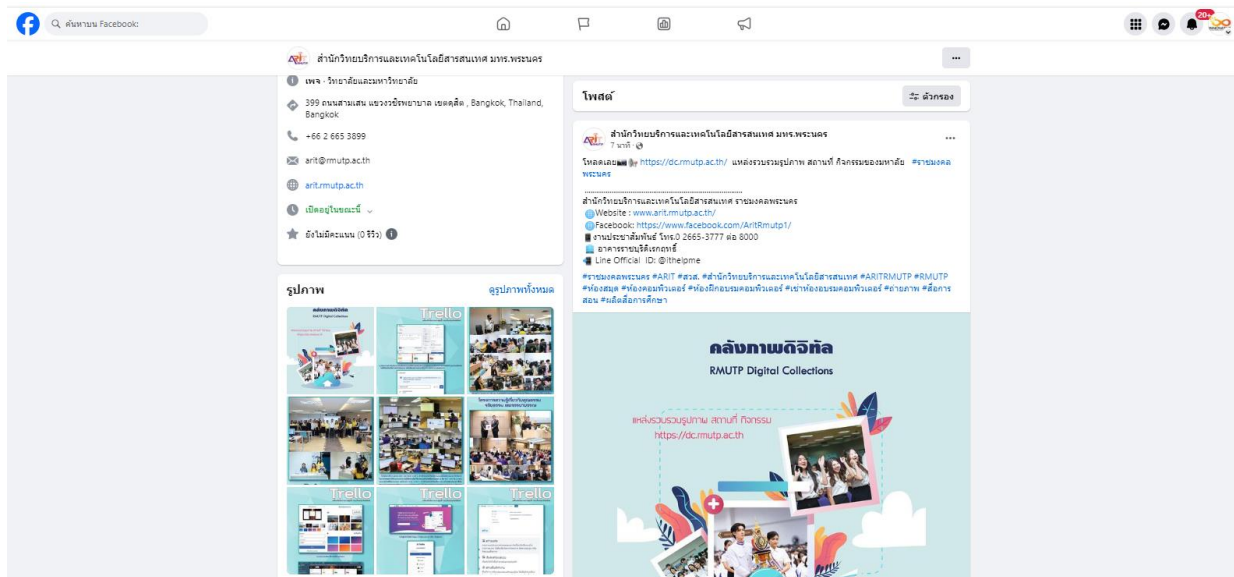 ค้นหาบน Facebook
20+
สำนักวิทยบริการและเทคโนโลยีสารสนเทศ มทร.พระนคร
เพจ · วิทยาลัยและมหาวิทยาลัย
399 ถนนสามเสน แขวงวชิรพยาบาล เขตดุสิต , Bangkok, Thailand,
Bangkok
+66 2 665 3899
arit@rmutp.ac.th
arit.rmutp.ac.th
เปิดอยู่ในขณะนี้
ยังไม่มีคะแนน (0 รีวิว)
รูปภาพ
ดูรูปภาพทั้งหมด
คลังภาพดิจิทัล
RMUTP Digital Collections
Trello
Trello
Trello
Trello
โพสต์
ตัวกรอง
สำนักวิทยบริการและเทคโนโลยีสารสนเทศ มทร.พระนคร
7 นาที
โหลดเลย https://dc.rmutp.ac.th/ แหล่งรวบรวมรูปภาพ สถานที่ กิจกรรมของมหาลัย #ราชมงคล
พระนคร
สำนักวิทยบริการและเทคโนโลยีสารสนเทศ ราชมงคลพระนคร
Website : www.arit.rmutp.ac.th/
Facebook: https://www.facebook.com/AritRmutp1/
งานประชาสัมพันธ์ โทร.0 2665-3777 ต่อ 8000
อาคารราชบุรีดิเรกฤทธิ์
Line Official ID: @ithelpme
#ราชมงคลพระนคร #ARIT #สวส. #สำนักวิทยบริการและเทคโนโลยีสารสนเทศ #ARITRMUTP #RMUTP
#ห้องสมุด #ห้องคอมพิวเตอร์ #ห้องฝึกอบรมคอมพิวเตอร์ #เช่าห้องอบรมคอมพิวเตอร์ #ถ่ายภาพ #สื่อการ
สอน #ผลิตสื่อการศึกษา
คลังภาพดิจิทัล
RMUTP Digital Collections
แหล่งรวบรวมรูปภาพ สถานที่ กิจกรรม
https://dc.rmutp.ac.th